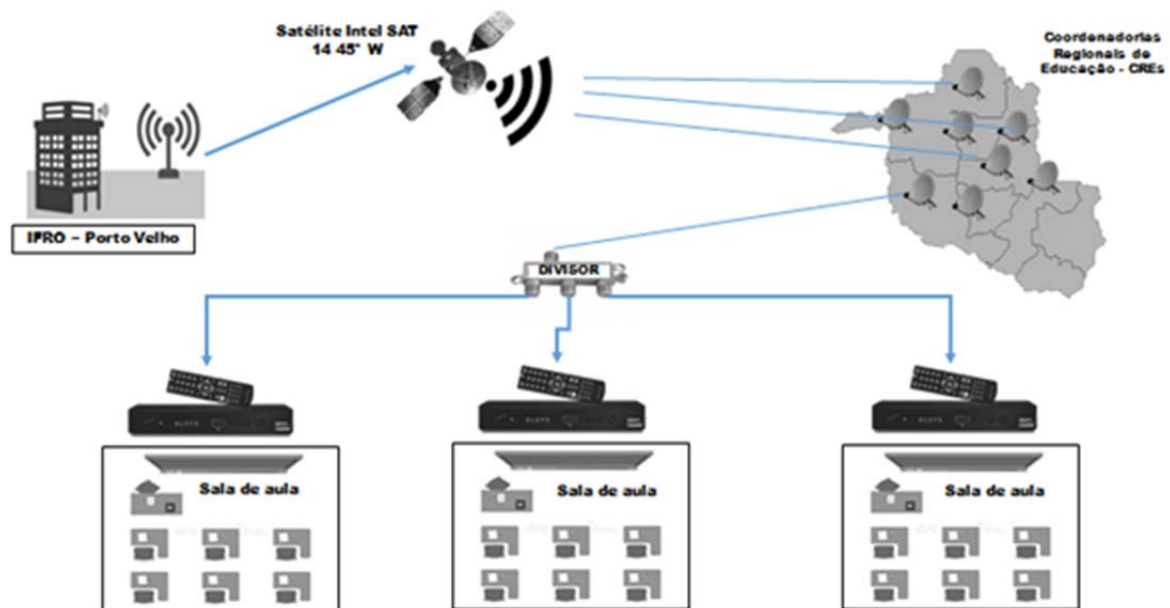 Satélite Intel SAT
14 45° W
Coordenadorias
Regionais de
Educação - CREs
IFRO – Porto Velho
DIVISOR
Sala de aula
Sala de aula
Sala de aula